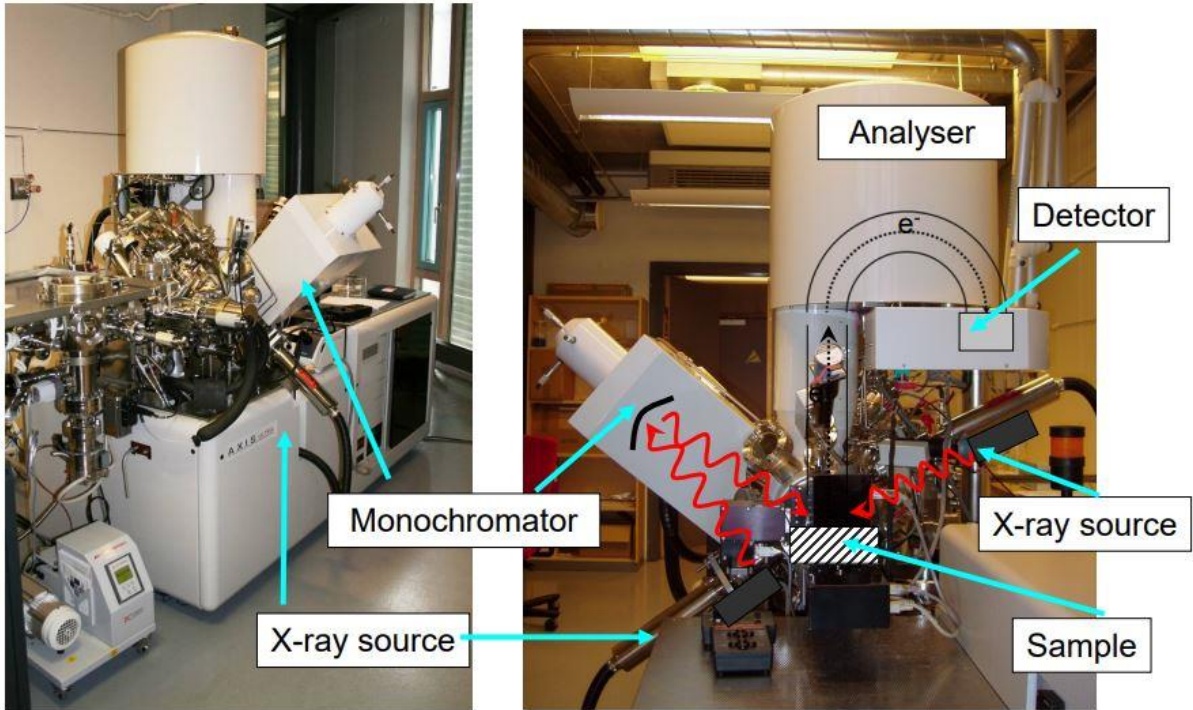 Analyser
Detector
e-
e-
AXIS
Monochromator
X-ray source
X-ray source
Sample